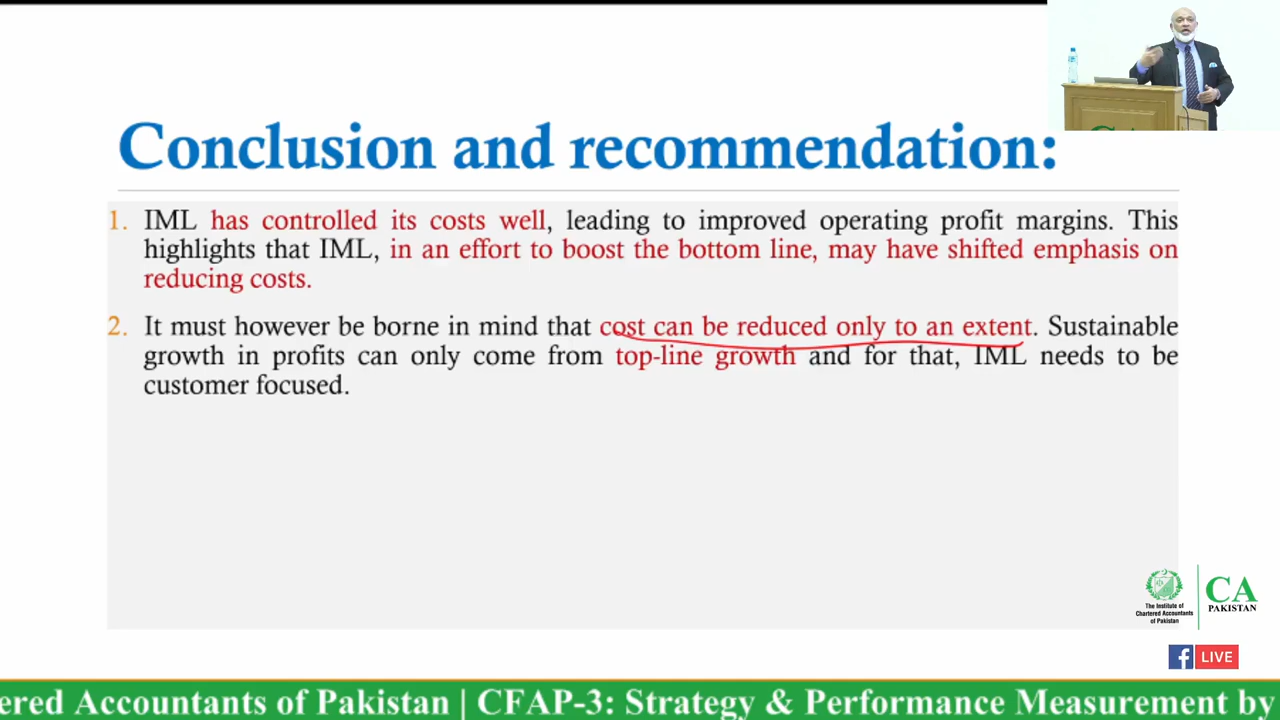 Conclusion and recommendation:
1. IML has controlled its costs well, leading to improved operating profit margins. This
highlights that IML, in an effort to boost the bottom line, may have shifted emphasis on
reducing costs.
2. It must however be borne in mind that cost can be reduced only to an extent. Sustainable
growth in profits can only come from top-line growth and for that, IML needs to be
customer focused.
The Institute of
Chartered Accountants
of Pakistan
CA
PAKISTAN
f LIVE
ered Accountants of Pakistan | CFAP-3: Strategy & Performance Measurement by